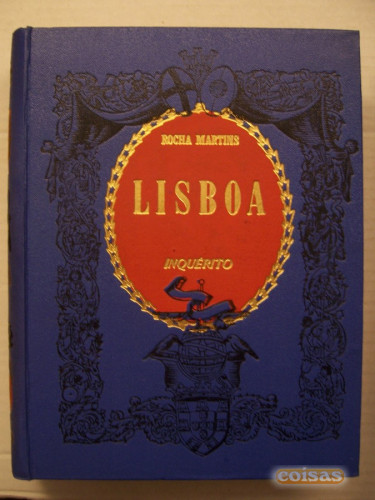 ROCHA MARTINS
LISBOA
INQUÉRITO
coisas